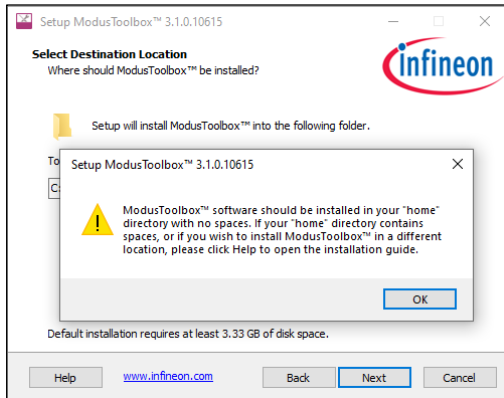 Setup ModusToolbox™ 3.1.0.10615
Select Destination Location
Where should ModusToolbox™ be installed?
infineon
Setup will install ModusToolbox™ into the following folder.
To
C:
Setup ModusToolbox™ 3.1.0.10615
ModusToolbox™ software should be installed in your "home"
directory with no spaces. If your "home" directory contains
spaces, or if you wish to install ModusToolbox™ in a different
location, please click Help to open the installation guide.
OK
Default installation requires at least 3.33 GB of disk space.
Help www.infineon.com Back Next Cancel